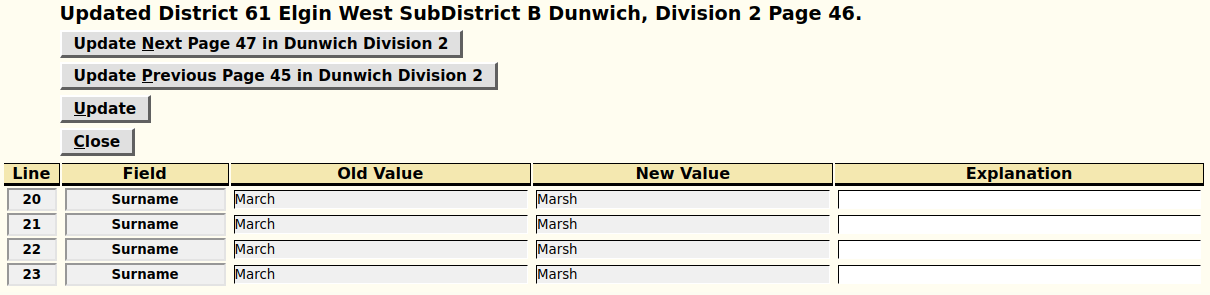 Updated District 61 Elgin West SubDistrict B Dunwich, Division 2 Page 46.
Update Next Page 47 in Dunwich Division 2
Update Previous Page 45 in Dunwich Division 2
Update
Close
Line Field Old Value New Value Explanation
20 Surname March Marsh
21 Surname March Marsh
22 Surname March Marsh
23 Surname March Marsh